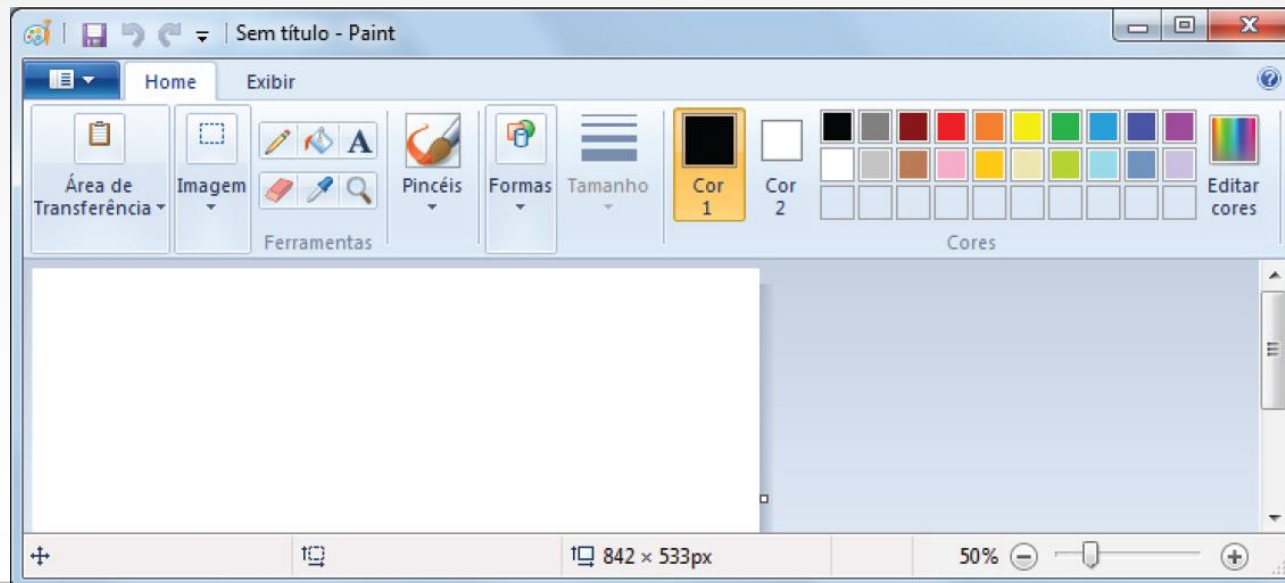 Sem título - Paint
Home Exibir
A
Área de
Transferência
Imagem
Ferramentas
Pincéis
Formas
Tamanho
Cor
1
Cor
2
Cores
Editar
cores
842 × 533px
50%